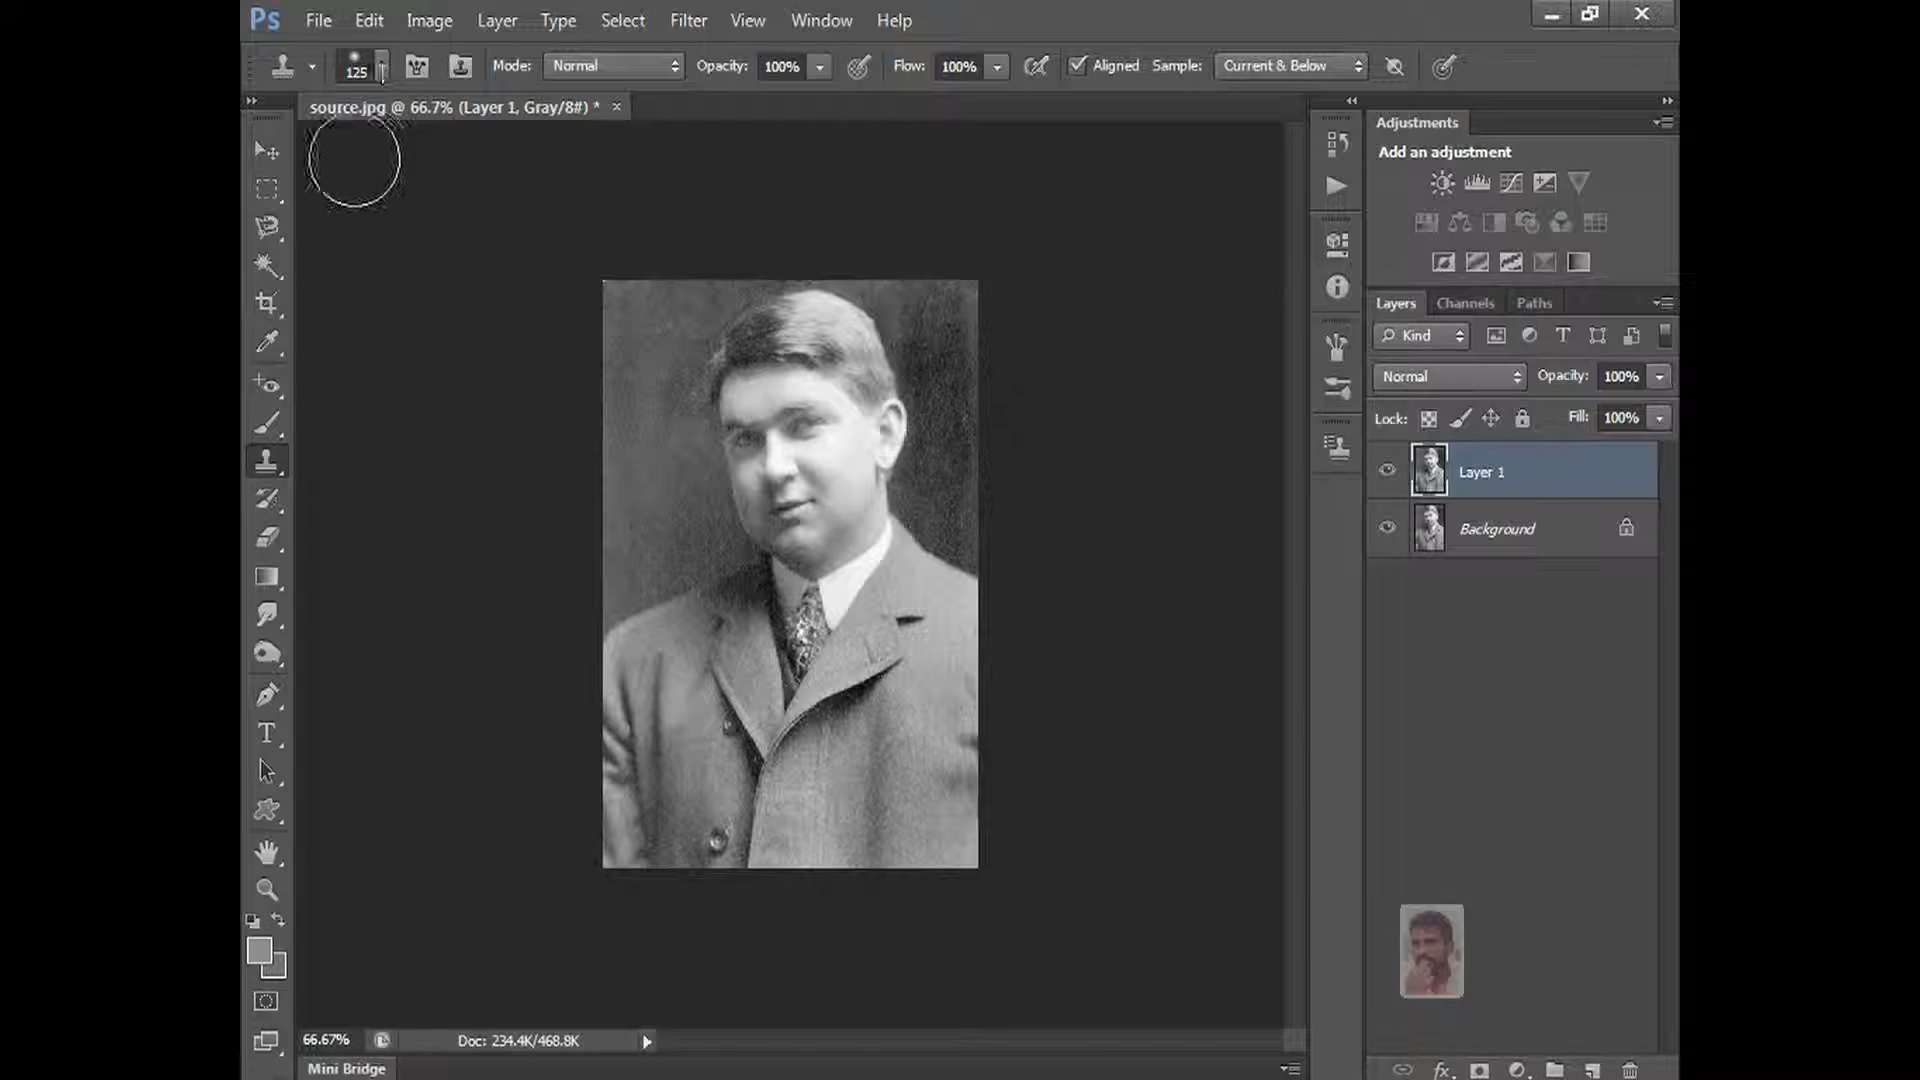 Ps File Edit Image Layer Type Select Filter View Window Help
125 Mode: Normal Opacity: 100% Flow: 100% Aligned Sample: Current & Below
source.jpg @ 66.7% (Layer 1, Gray/8#) * ×
Adjustments
Add an adjustment
Layers Channels Paths
Kind
Normal Opacity: 100%
Lock: Fill: 100%
Layer 1
Background
66.67% Doc: 234.4K/468.8K
Mini Bridge